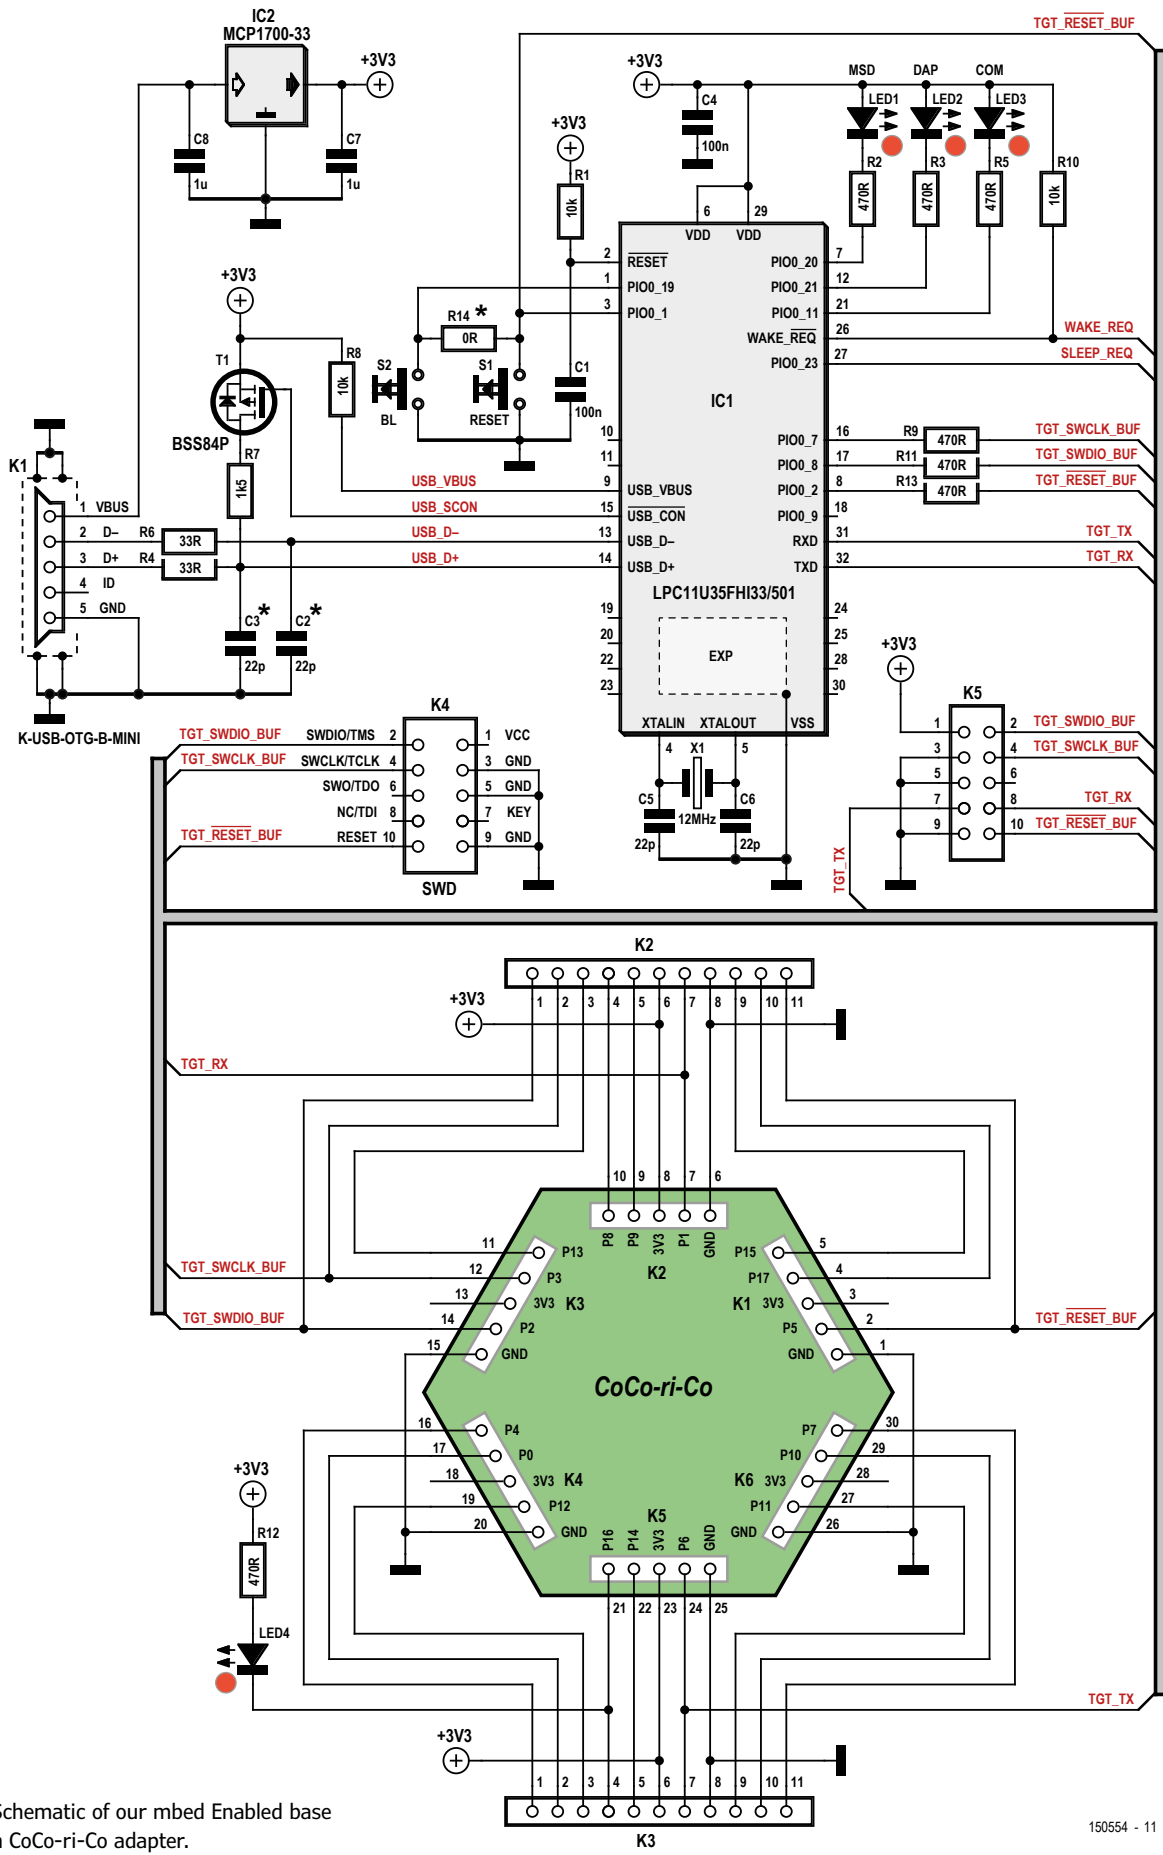 IC2
MCP1700-33
TGT_RESET_BUF
+3V3
+3V3
MSD
DAP
COM
LED1
LED2
LED3
C4
100n
C8
1u
C7
1u
+3V3
R1
10k
R2
470R
R3
470R
R5
470R
R10
10k
6
29
VDD
VDD
2
RESET
1
PIO0_19
3
PIO0_1
PIO0_20
7
PIO0_21
12
PIO0_11
21
WAKE_REQ
26
WAKE_REQ
PIO0_23
27
SLEEP_REQ
+3V3
T1
BSS84P
R8
10k
R14 *
0R
S2
BL
S1
RESET
C1
100n
IC1
10
11
PIO0_7
16
R9
470R
TGT_SWCLK_BUF
PIO0_8
17
R11
470R
TGT_SWDIO_BUF
PIO0_2
8
R13
470R
TGT_RESET_BUF
PIO0_9
18
K1
R7
1k5
USB_VBUS
9
USB_VBUS
USB_SCON
15
USB_CON
1
VBUS
2
D–
R6
33R
USB_D–
13
USB_D–
RXD
31
TGT_TX
3
D+
R4
33R
USB_D+
14
USB_D+
TXD
32
TGT_RX
4
ID
5
GND
LPC11U35FHI33/501
C3 *
22p
C2 *
22p
19
20
22
23
EXP
24
25
28
30
K-USB-OTG-B-MINI
XTALIN
XTALOUT
VSS
4
X1
5
C5
22p
12MHz
C6
22p
K4
TGT_SWDIO_BUF
SWDIO/TMS
2
1
VCC
TGT_SWCLK_BUF
SWCLK/TCLK
4
3
GND
SWO/TDO
6
5
GND
NC/TDI
8
7
KEY
TGT_RESET_BUF
RESET
10
9
GND
SWD
+3V3
K5
1
2
TGT_SWDIO_BUF
3
4
TGT_SWCLK_BUF
5
6
7
8
TGT_RX
9
10
TGT_RESET_BUF
TGT_TX
K2
1
2
3
4
5
6
7
8
9
10
11
+3V3
TGT_RX
10
9
8
7
6
P8
P9
3V3
P1
GND
K2
11
P13
TGT_SWCLK_BUF
12
P3
13
3V3
K3
TGT_SWDIO_BUF
14
P2
15
GND
P15
5
P17
4
K1
3V3
3
P5
2
TGT_RESET_BUF
GND
1
CoCo-ri-Co
16
P4
17
P0
18
3V3
K4
19
P12
20
GND
P7
30
P10
29
K6
3V3
28
P11
27
GND
26
K5
P16
P14
3V3
P6
GND
21
22
23
24
25
+3V3
R12
470R
LED4
TGT_TX
+3V3
1
2
3
4
5
6
7
8
9
10
11
K3
Schematic of our mbed Enabled base
CoCo-ri-Co adapter.
150554 - 11